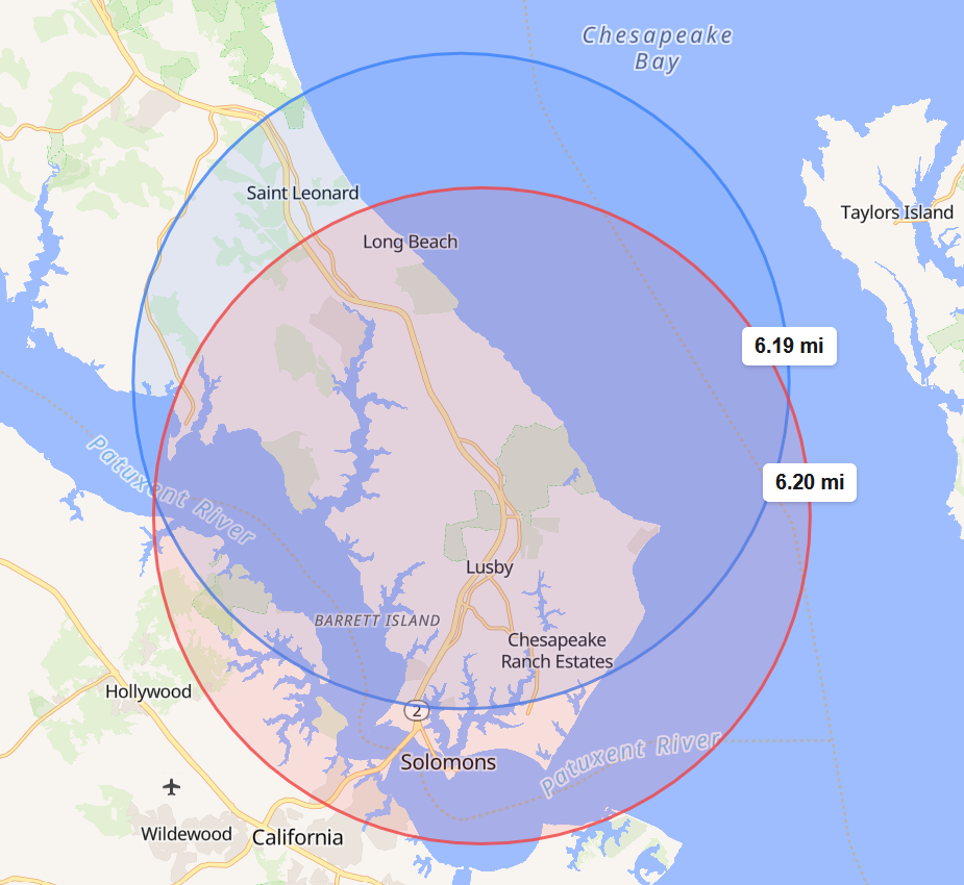 Chesapeake
Bay
Saint Leonard
Taylors Island
Long Beach
6.19 mi
6.20 mi
Patuxent River
Lusby
BARRETT ISLAND
Chesapeake
Ranch Estates
Hollywood
2
Patuxent River
Solomons
Wildewood
California